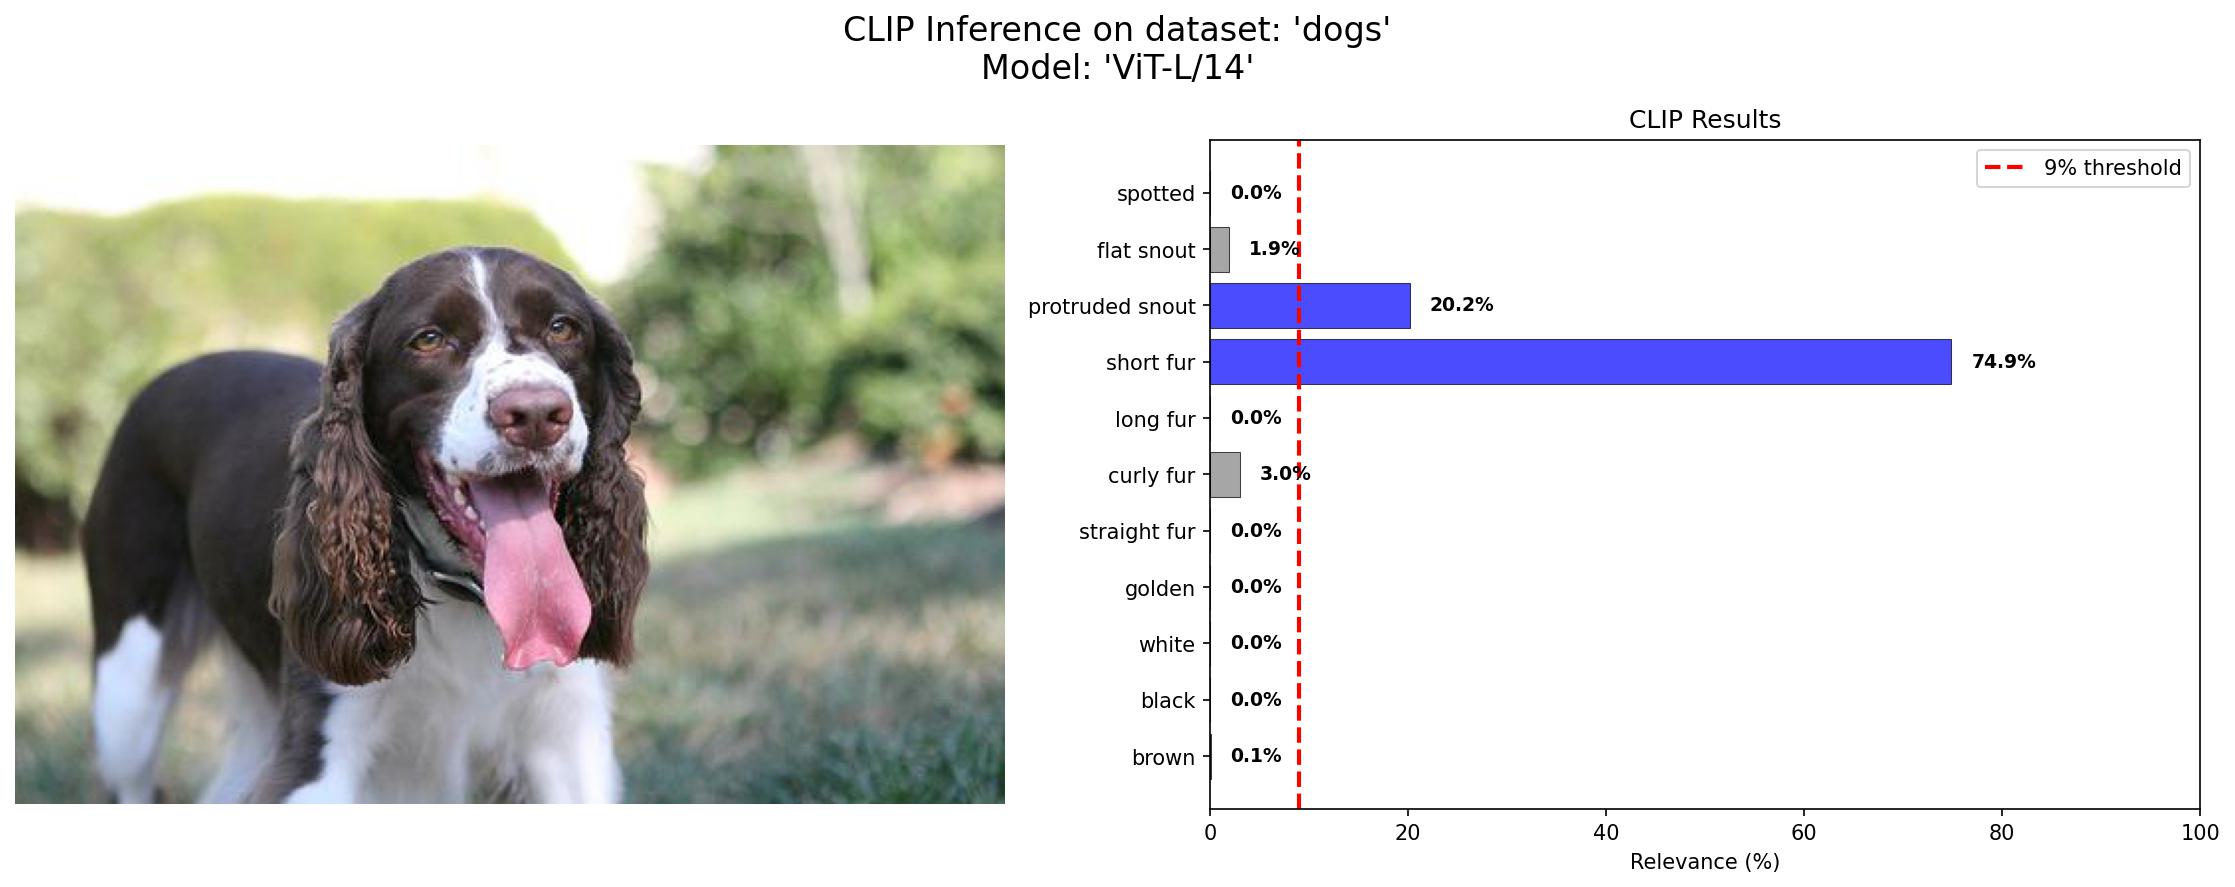 CLIP Inference on dataset: 'dogs'
Model: 'ViT-L/14'
CLIP Results
9% threshold
spotted 0.0%
flat snout 1.9%
protruded snout 20.2%
short fur 74.9%
long fur 0.0%
curly fur 3.0%
straight fur 0.0%
golden 0.0%
white 0.0%
black 0.0%
brown 0.1%
0 20 40 60 80 100
Relevance (%)